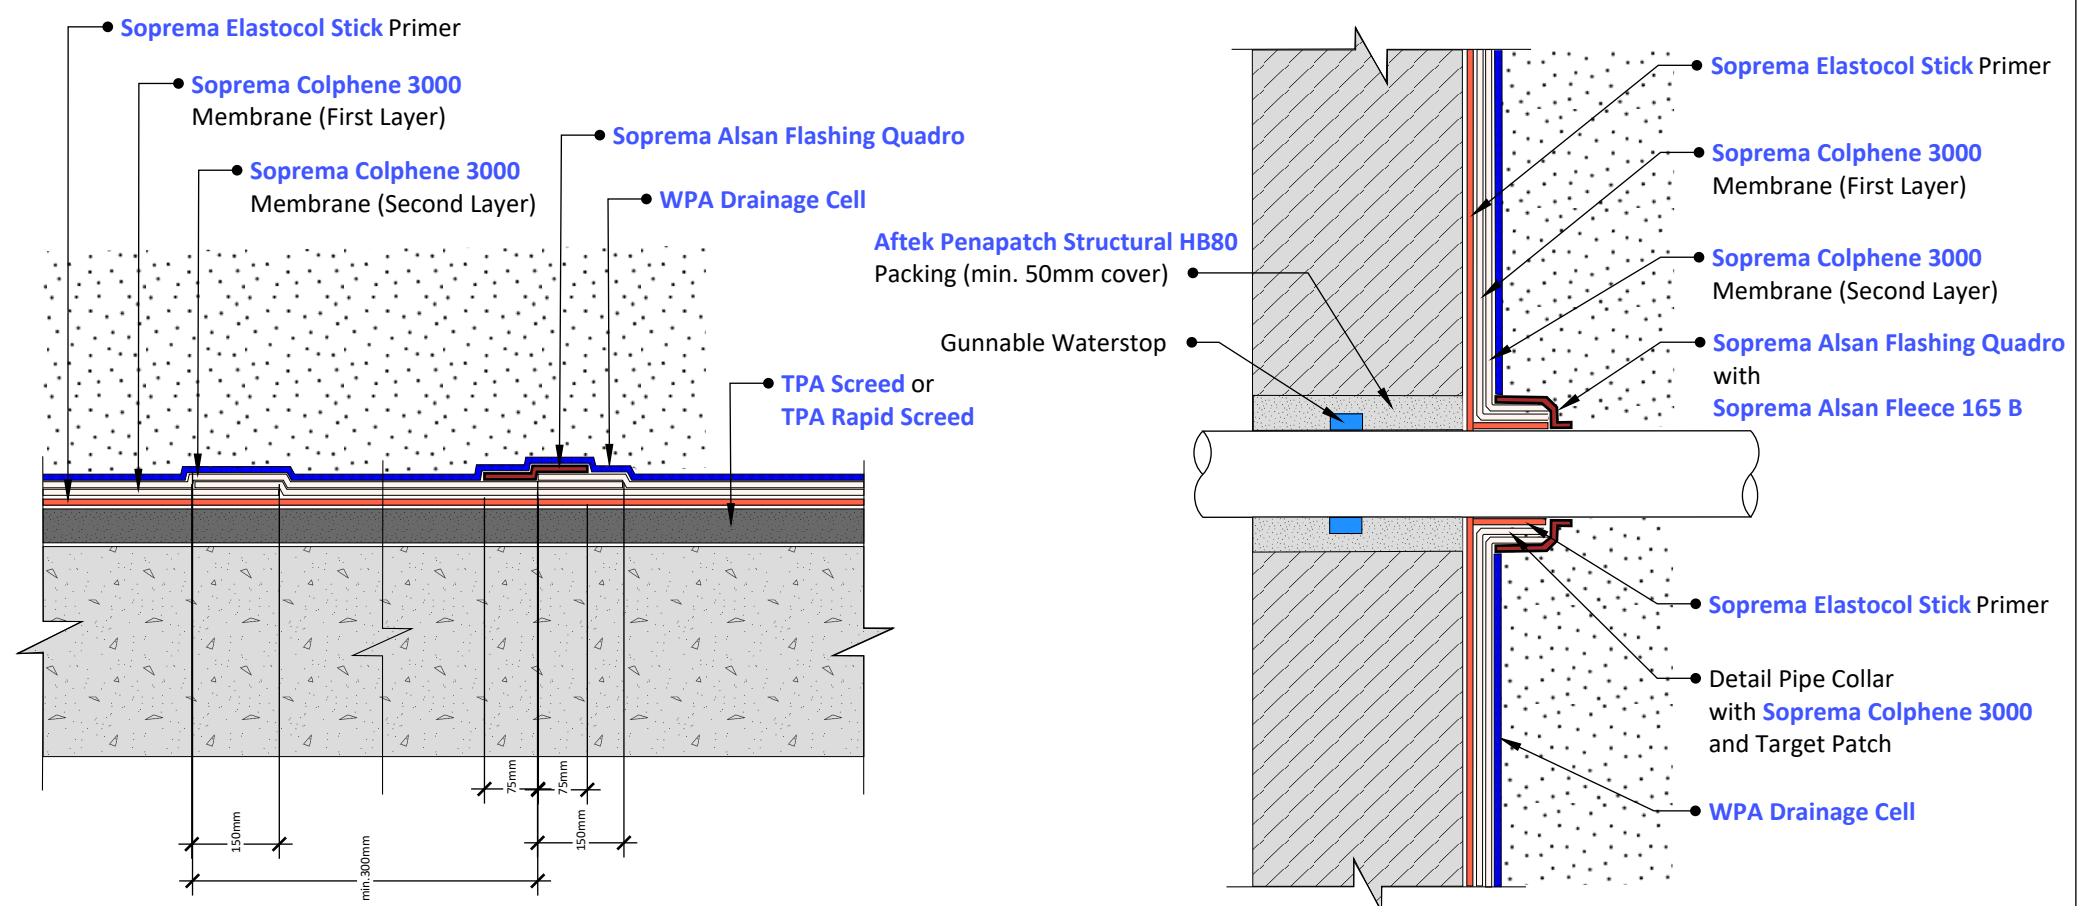 Soprema Elastocol Stick Primer
Soprema Colphene 3000
Membrane (First Layer)
Soprema Colphene 3000
Membrane (Second Layer)
Soprema Alsan Flashing Quadro
WPA Drainage Cell
TPA Screed or
TPA Rapid Screed
75mm
75mm
150mm
150mm
min.300mm
Soprema Elastocol Stick Primer
Soprema Colphene 3000
Membrane (First Layer)
Aftek Penapatch Structural HB80
Packing (min. 50mm cover)
Gunnable Waterstop
Soprema Colphene 3000
Membrane (Second Layer)
Soprema Alsan Flashing Quadro
with
Soprema Alsan Fleece 165 B
Soprema Elastocol Stick Primer
Detail Pipe Collar
with Soprema Colphene 3000
and Target Patch
WPA Drainage Cell